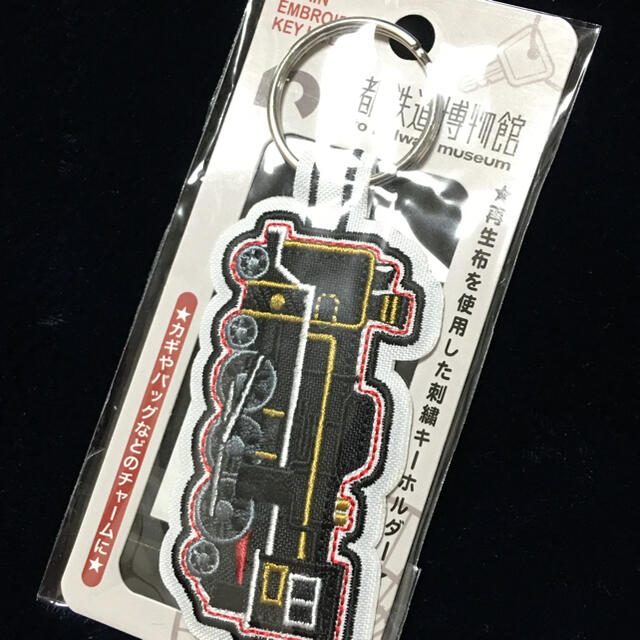 EMBROI
KEY
都鉄道博物館
museum
★再生布を使用した刺繍キーホルダー
★カギやバッグなどのチャームに★